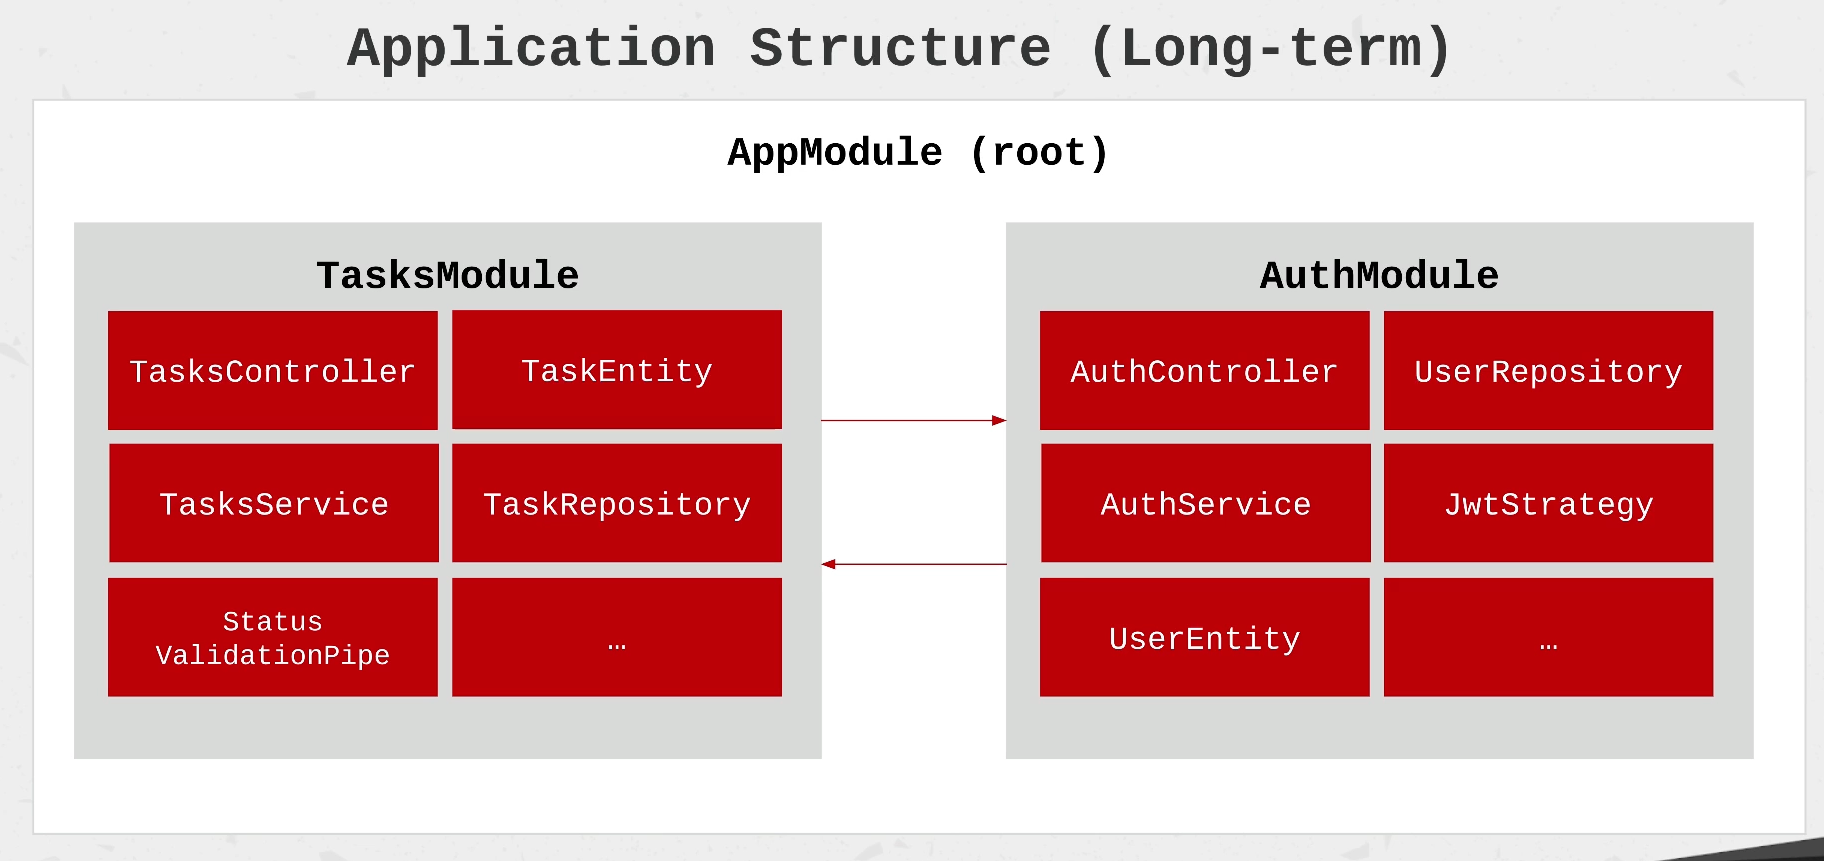 Application Structure (Long-term)
AppModule (root)
TasksModule
TasksController
TaskEntity
TasksService
TaskRepository
Status
ValidationPipe
…
AuthModule
AuthController
UserRepository
AuthService
JwtStrategy
UserEntity
…